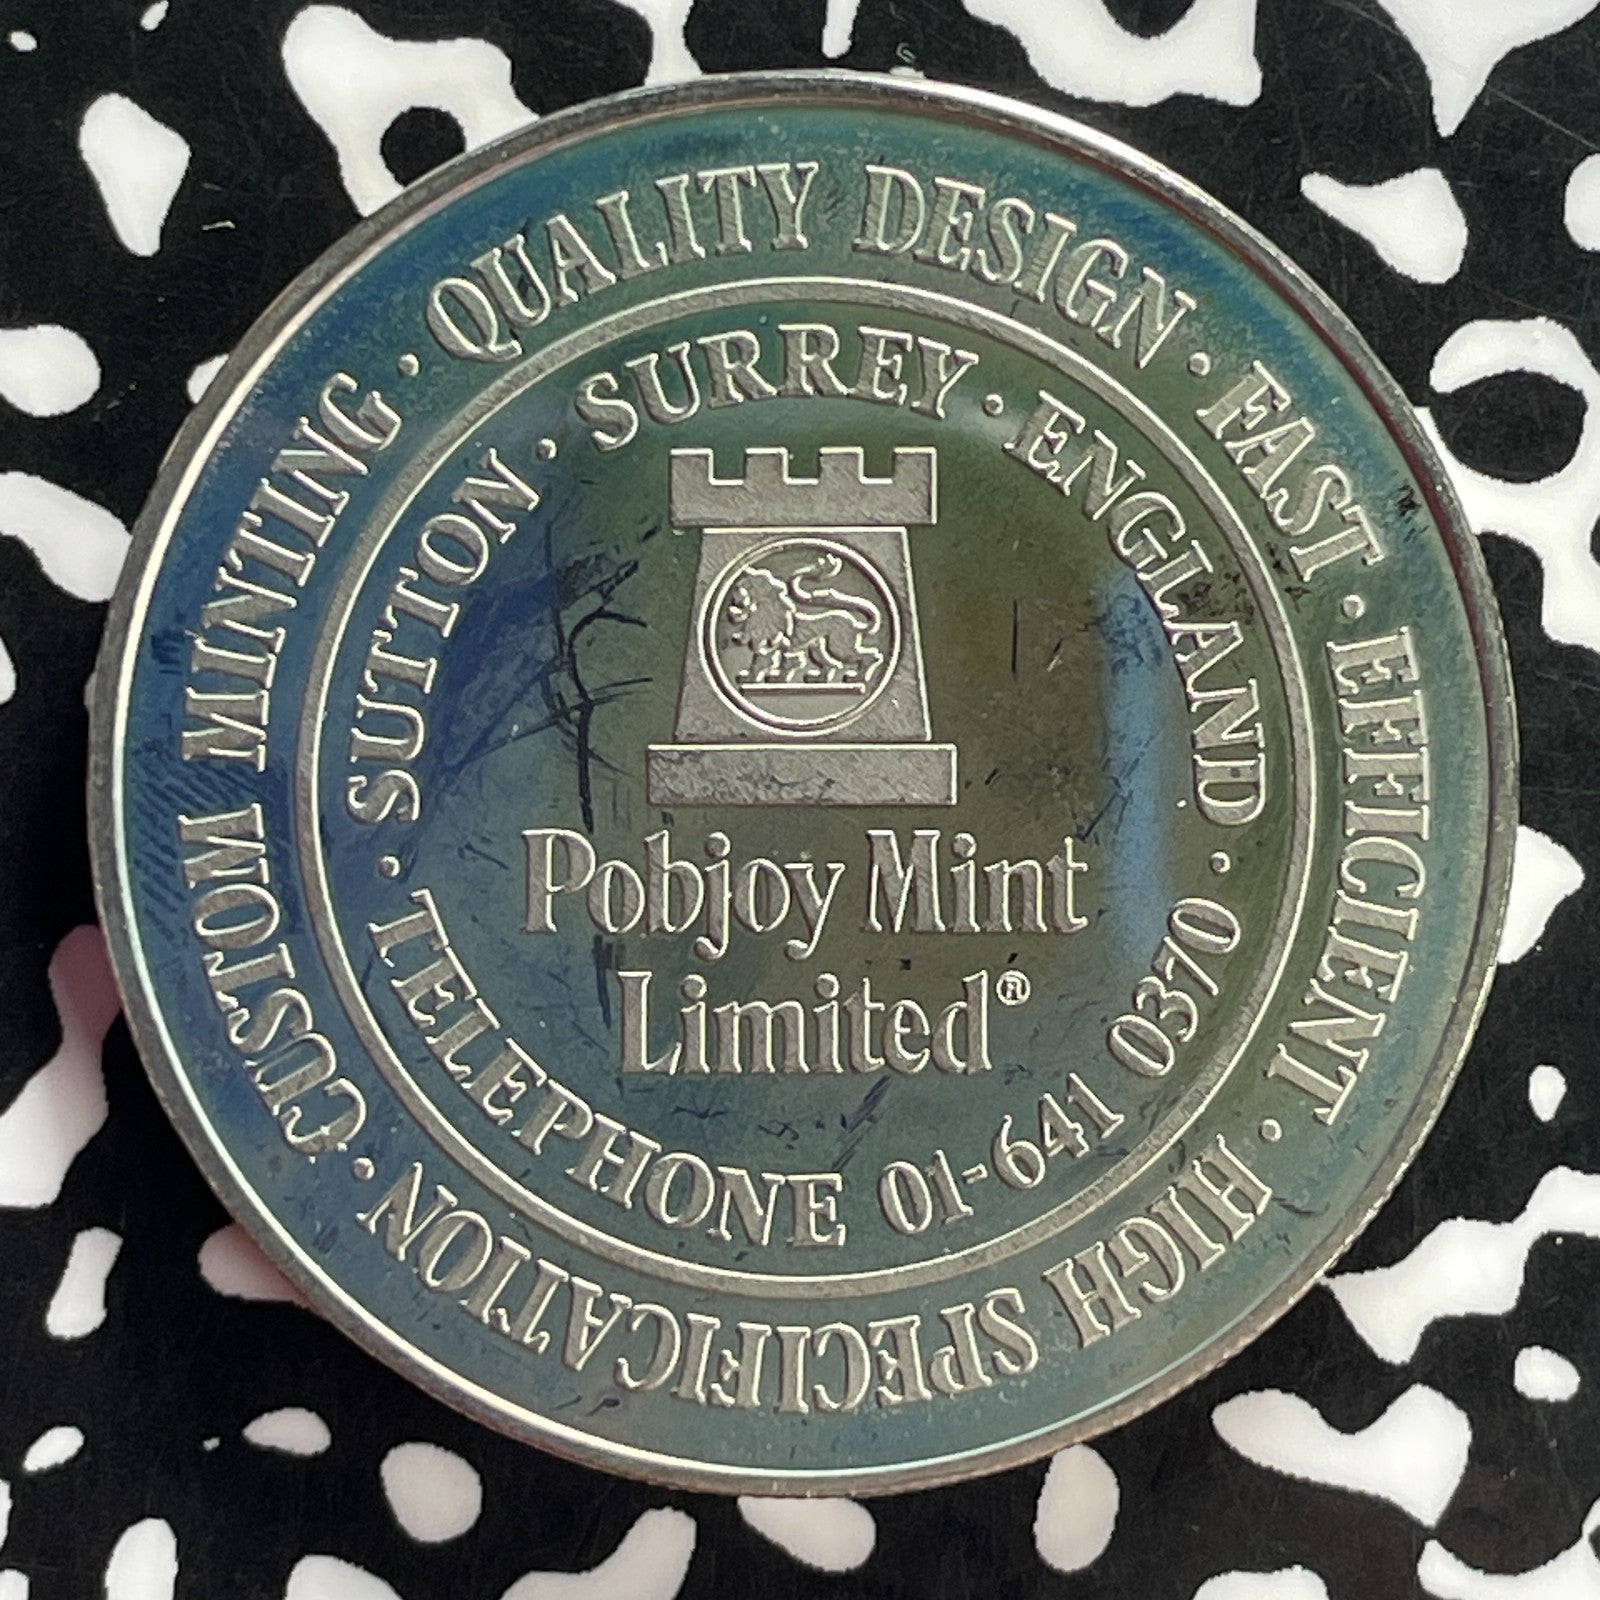 CUSTOM MINTING · QUALITY DESIGN · FAST · EFFICIENT · HIGH SPECIFICATION ·
SUTTON · SURREY · ENGLAND ·
TELEPHONE 01-641 0370 ·
Pobjoy Mint
Limited®